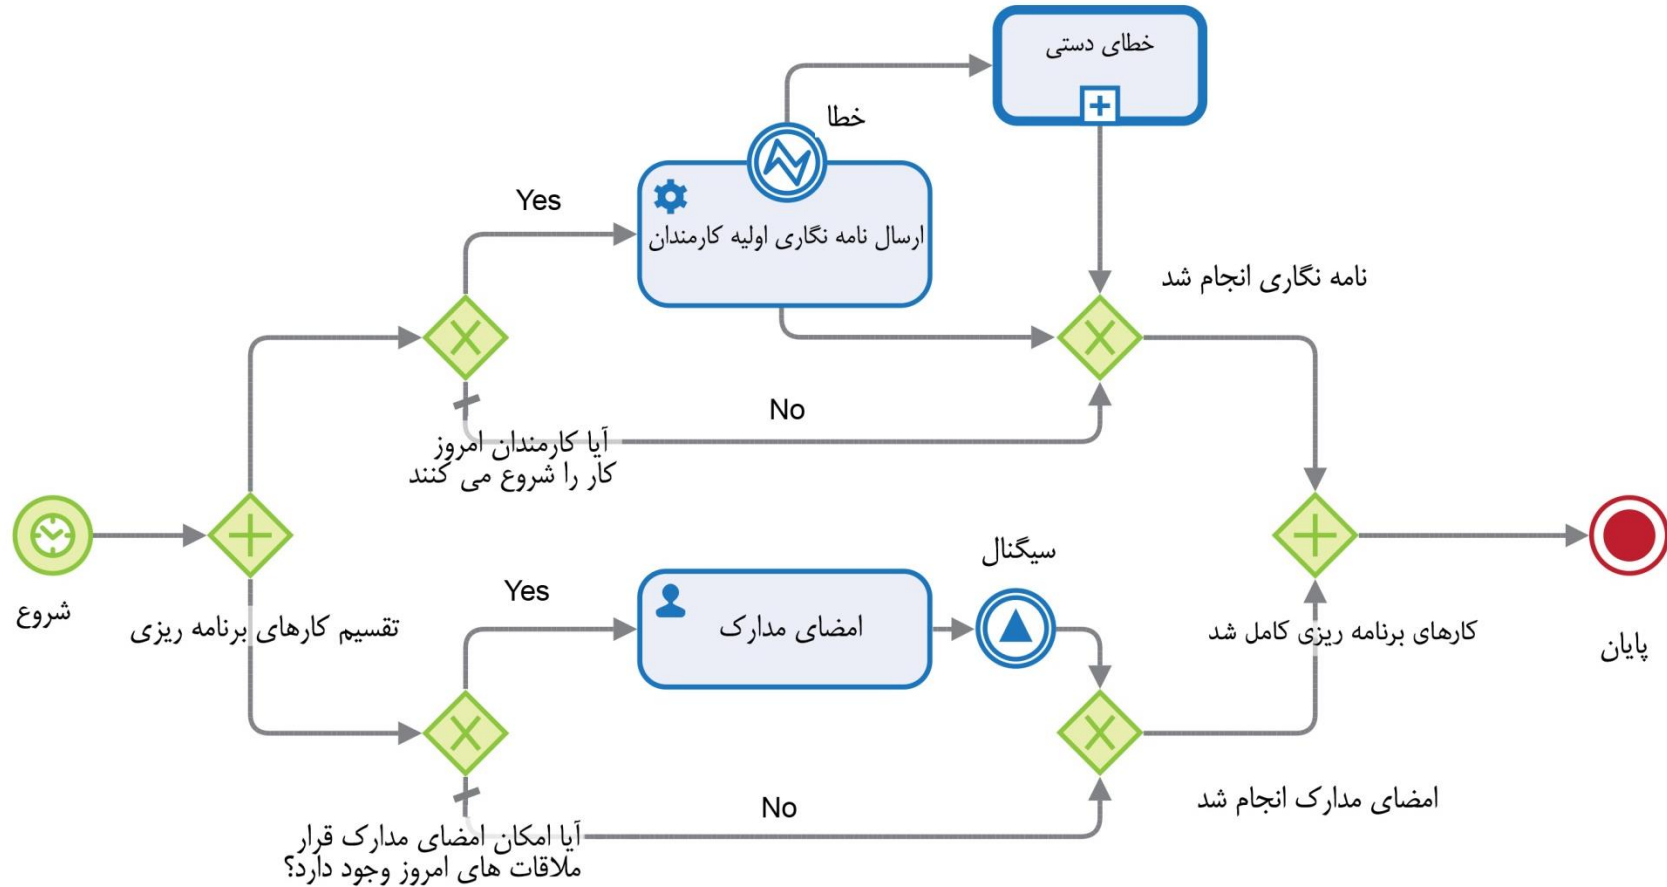 خطای دستی
خطا
Yes
ارسال نامه نگاری اولیه کارمندان
نامه نگاری انجام شد
No
آیا کارمندان امروز
کار را شروع می کنند
سیگنال
Yes
شروع
تقسیم کارهای برنامه ریزی
امضای مدارک
کارهای برنامه ریزی کامل شد
پایان
No
امضای مدارک انجام شد
آیا امکان امضای مدارک قرار
ملاقات های امروز وجود دارد؟